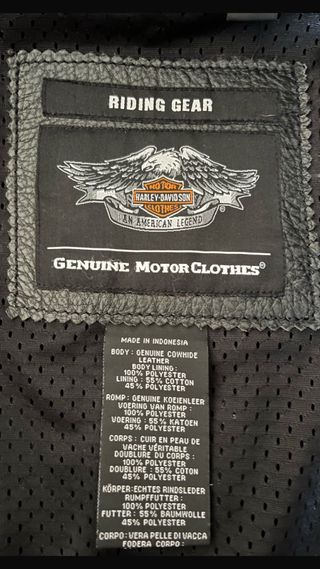 RIDING GEAR
MOTOR
HARLEY-DAVIDSON
CLOTHES
AN AMERICAN LEGEND
GENUINE MOTORCLOTHES®
MADE IN INDONESIA
BODY: GENUINE COWHIDE
LEATHER
BODY LINING:
100% POLYESTER
LINING: 55% COTTON
45% POLYESTER
ROMP: GENUINE KOEIENLEER
VOERING VAN ROMP:
100% POLYESTER
VOERING: 55% KATOEN
45% POLYESTER
CORPS: CUIR EN PEAU DE
VACHE VÉRITABLE
DOUBLURE DU CORPS:
100% POLYESTER
DOUBLURE: 55% COTON
45% POLYESTER
KÖRPER:ECHTES RINDSLEDER
RUMPFFUTTER:
100% POLYESTER
FUTTER: 55% BAUMWOLLE
45% POLYESTER
CORPO: VERA PELLE DI VACCA
FODERA CORPO: